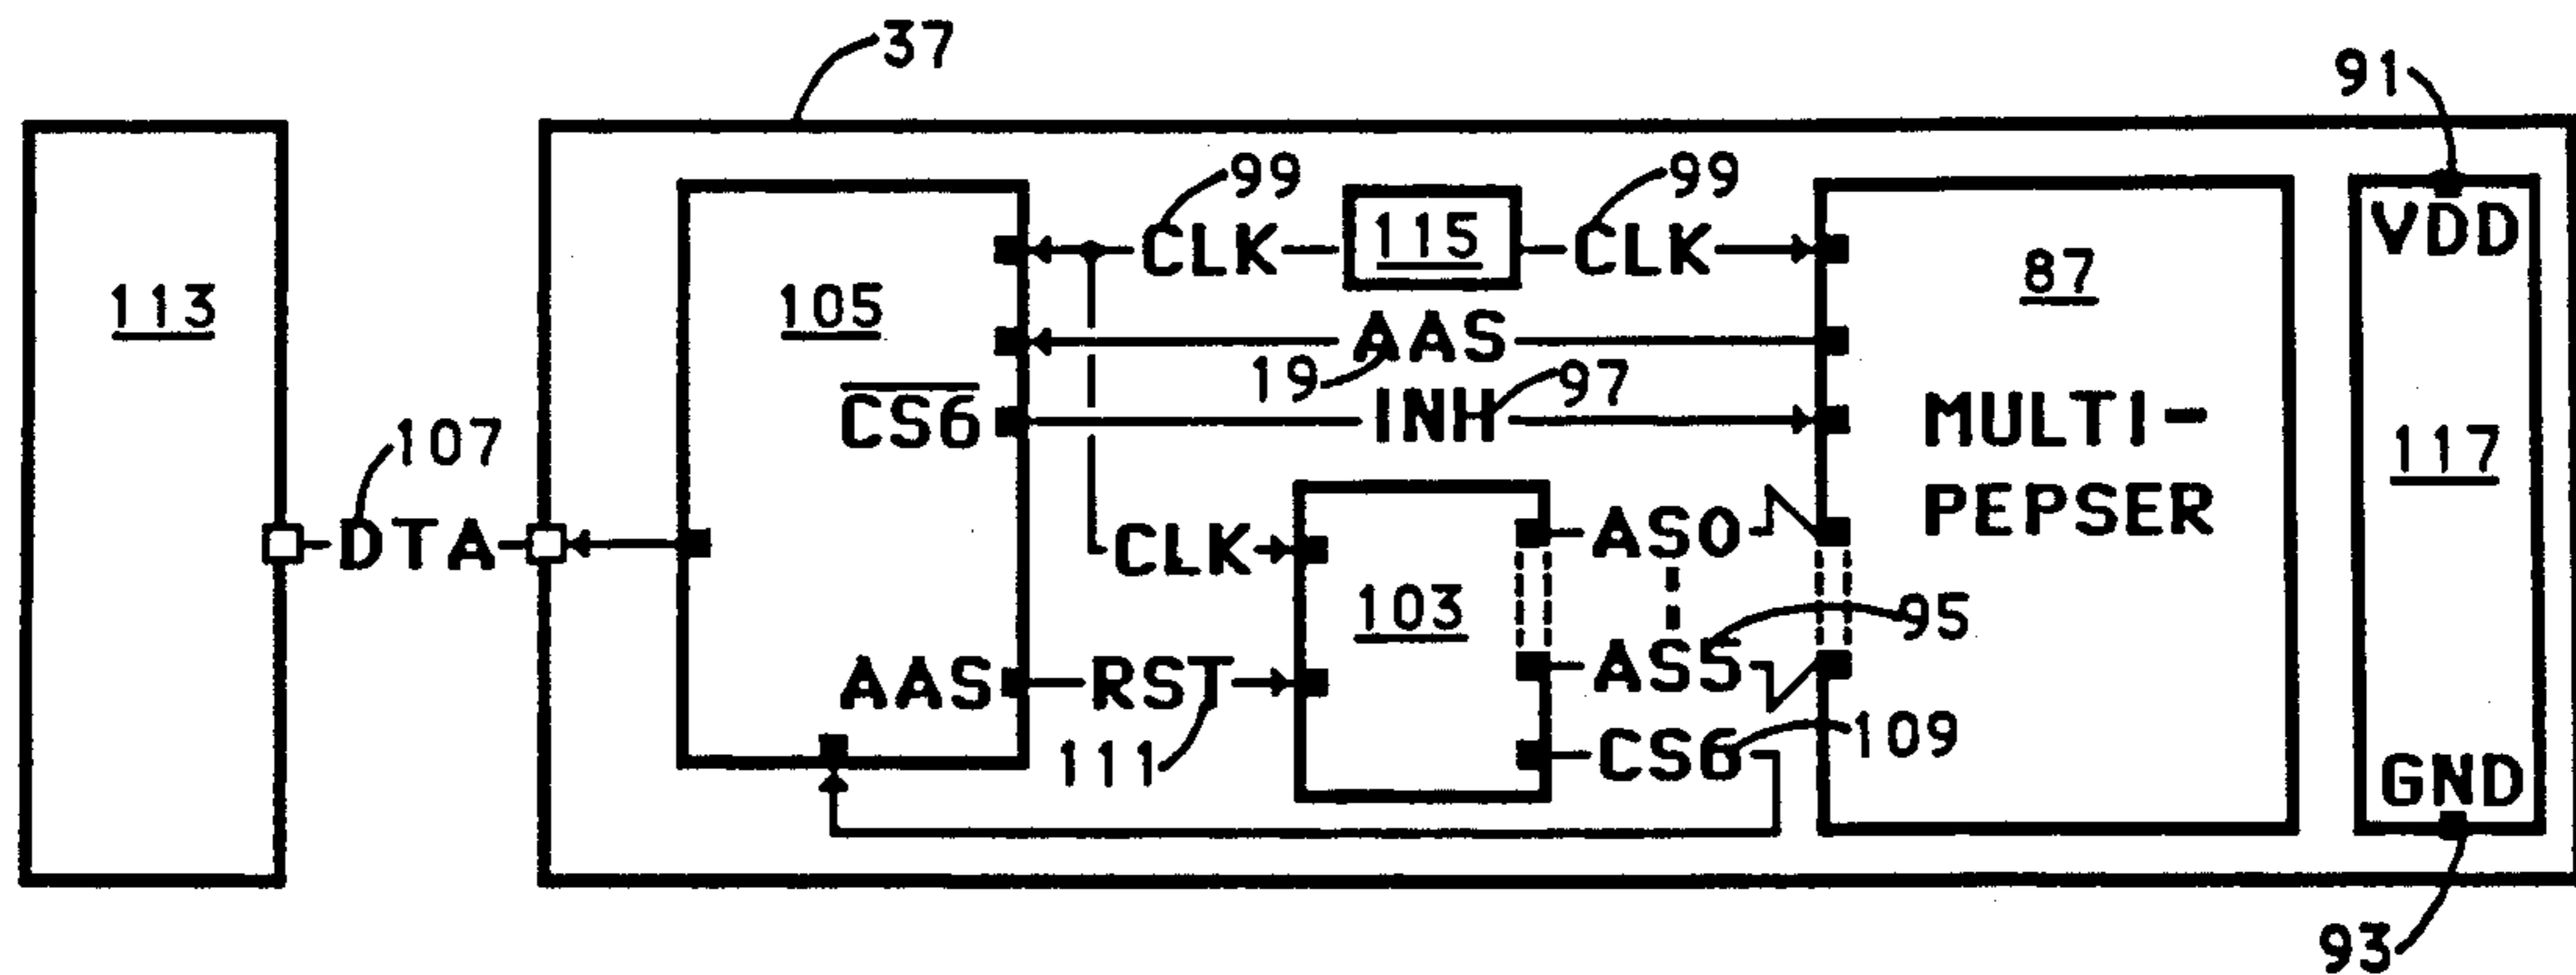 37
91
99
99
CLK
115
CLK
VDD
113
105
87
AAS
19
C̅S̅6̅
INH
97
MULTI-
107
117
PEPSER
DTA
CLK
AS0
103
95
AAS
RST
AS5
111
CS6
109
GND
93